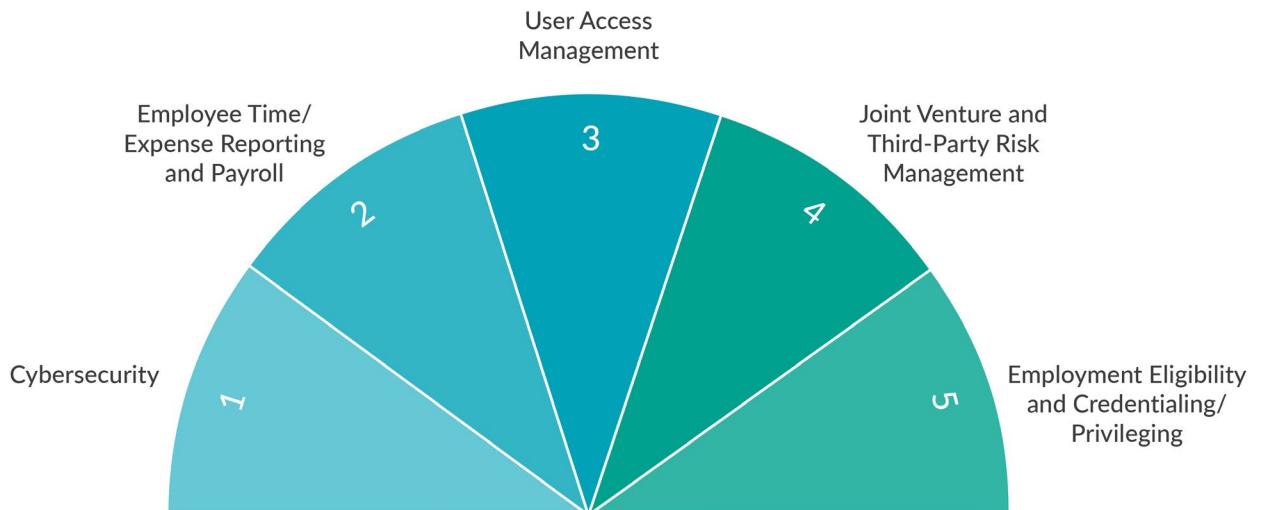 User Access
Management
Employee Time/
Expense Reporting
and Payroll
Joint Venture and
Third-Party Risk
Management
Cybersecurity
Employment Eligibility
and Credentialing/
Privileging
1
2
3
4
5